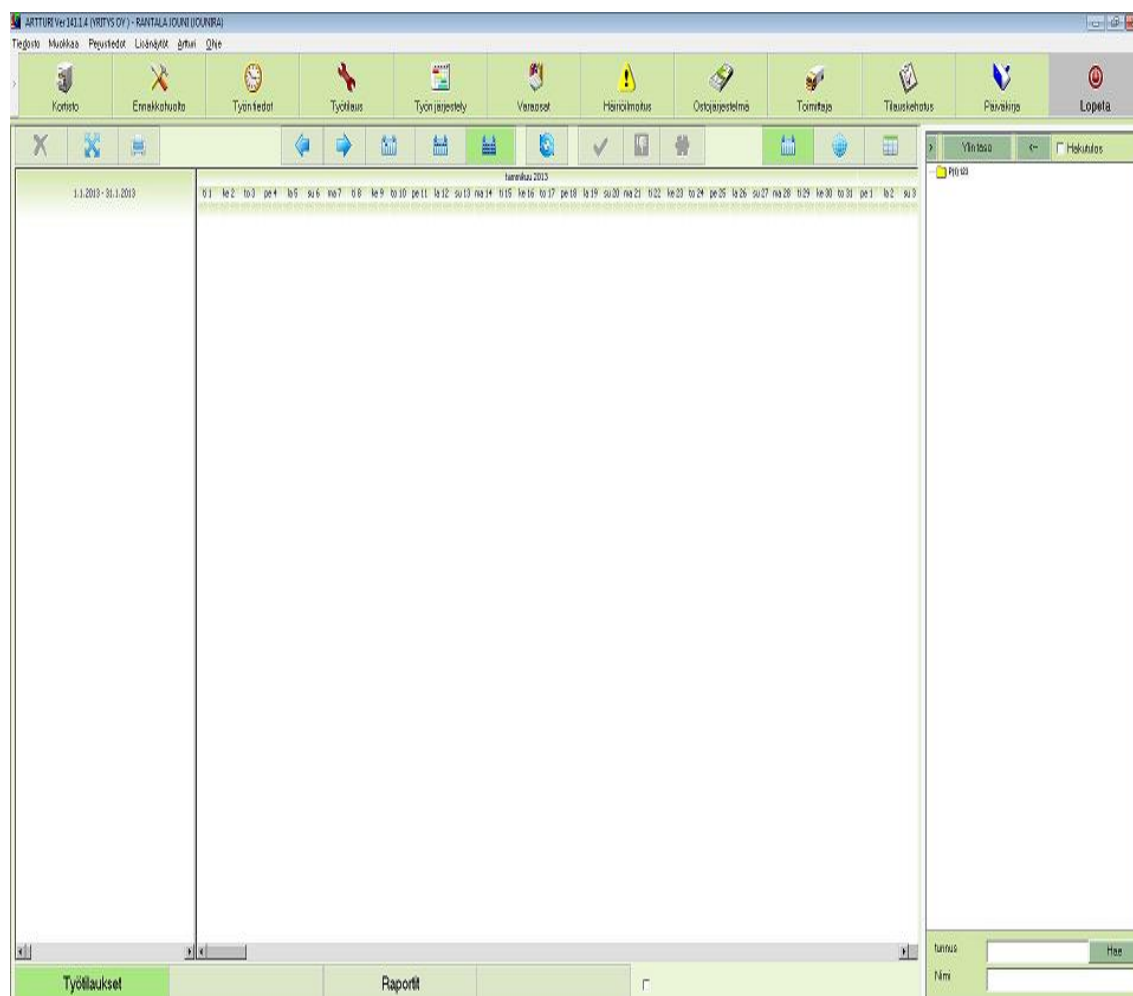 ARTTURI Ver 141.1.4 (YRITYS OY ) - RANTALA JOUNI (JOUNIRA)
Tiedosto Muokkaa Perustiedot Lisänäytöt Artturi Ohje
Kortisto Ennakkohuolto Työn tiedot Työtilaus Työn järjestely Varaosat Häiriöilmoitus Ostojärjestelmä Toimittaja Tilauskehotus Päiväkirja Lopeta
> Ylin taso <-- Hakutulos
tammikuu 2013
1.1.2013 - 31.1.2013
ti 1 ke 2 to 3 pe 4 la 5 su 6 ma 7 ti 8 ke 9 to 10 pe 11 la 12 su 13 ma 14 ti 15 ke 16 to 17 pe 18 la 19 su 20 ma 21 ti 22 ke 23 to 24 pe 25 la 26 su 27 ma 28 ti 29 ke 30 to 31 pe 1 la 2 su 3
tunnus Hae
Nimi
Työtilaukset Raportit